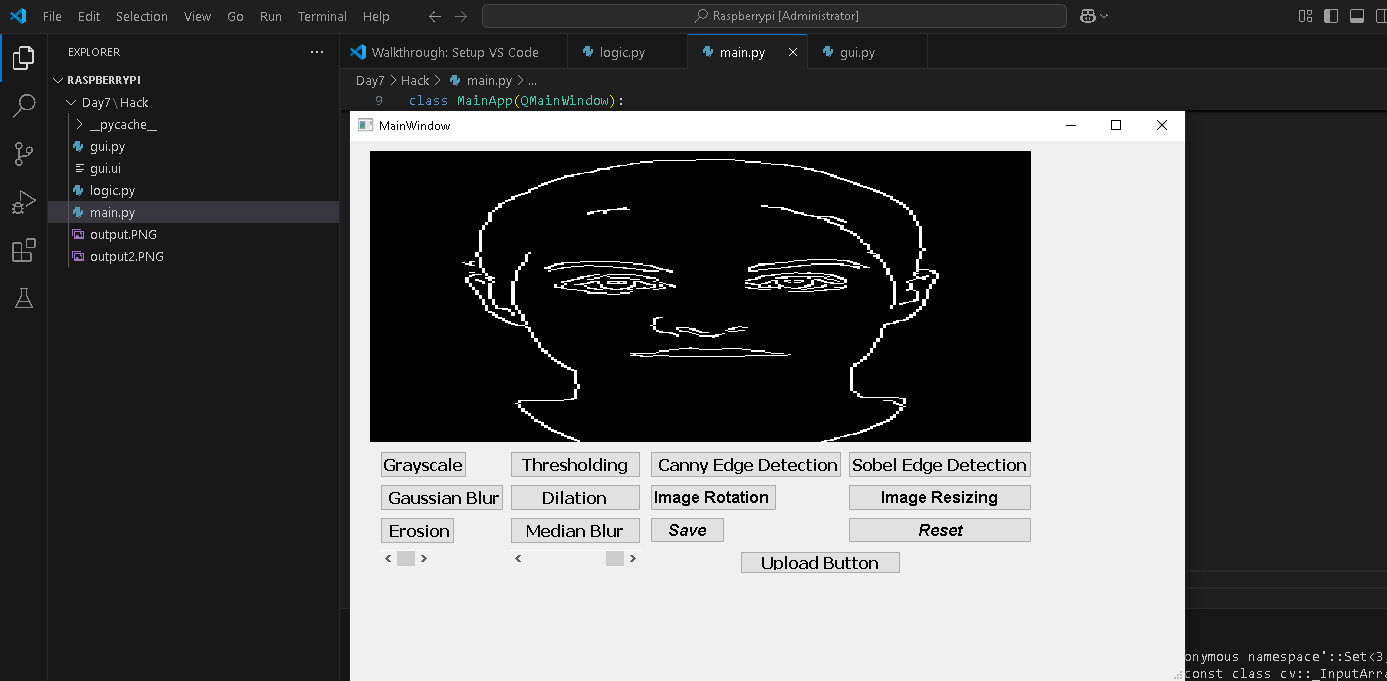 File Edit Selection View Go Run Terminal Help
Raspberrypi [Administrator]
EXPLORER
RASPBERRYPI
Day7\Hack
__pycache__
gui.py
gui.ui
logic.py
main.py
output.PNG
output2.PNG
Walkthrough: Setup VS Code
logic.py
main.py
gui.py
Day7 > Hack > main.py > ...
9 class MainApp(QMainWindow):
MainWindow
Grayscale Thresholding Canny Edge Detection Sobel Edge Detection
Gaussian Blur Dilation Image Rotation Image Resizing
Erosion Median Blur Save Reset
Upload Button
onymous namespace'::Set<3,
const class cv::_InputArra